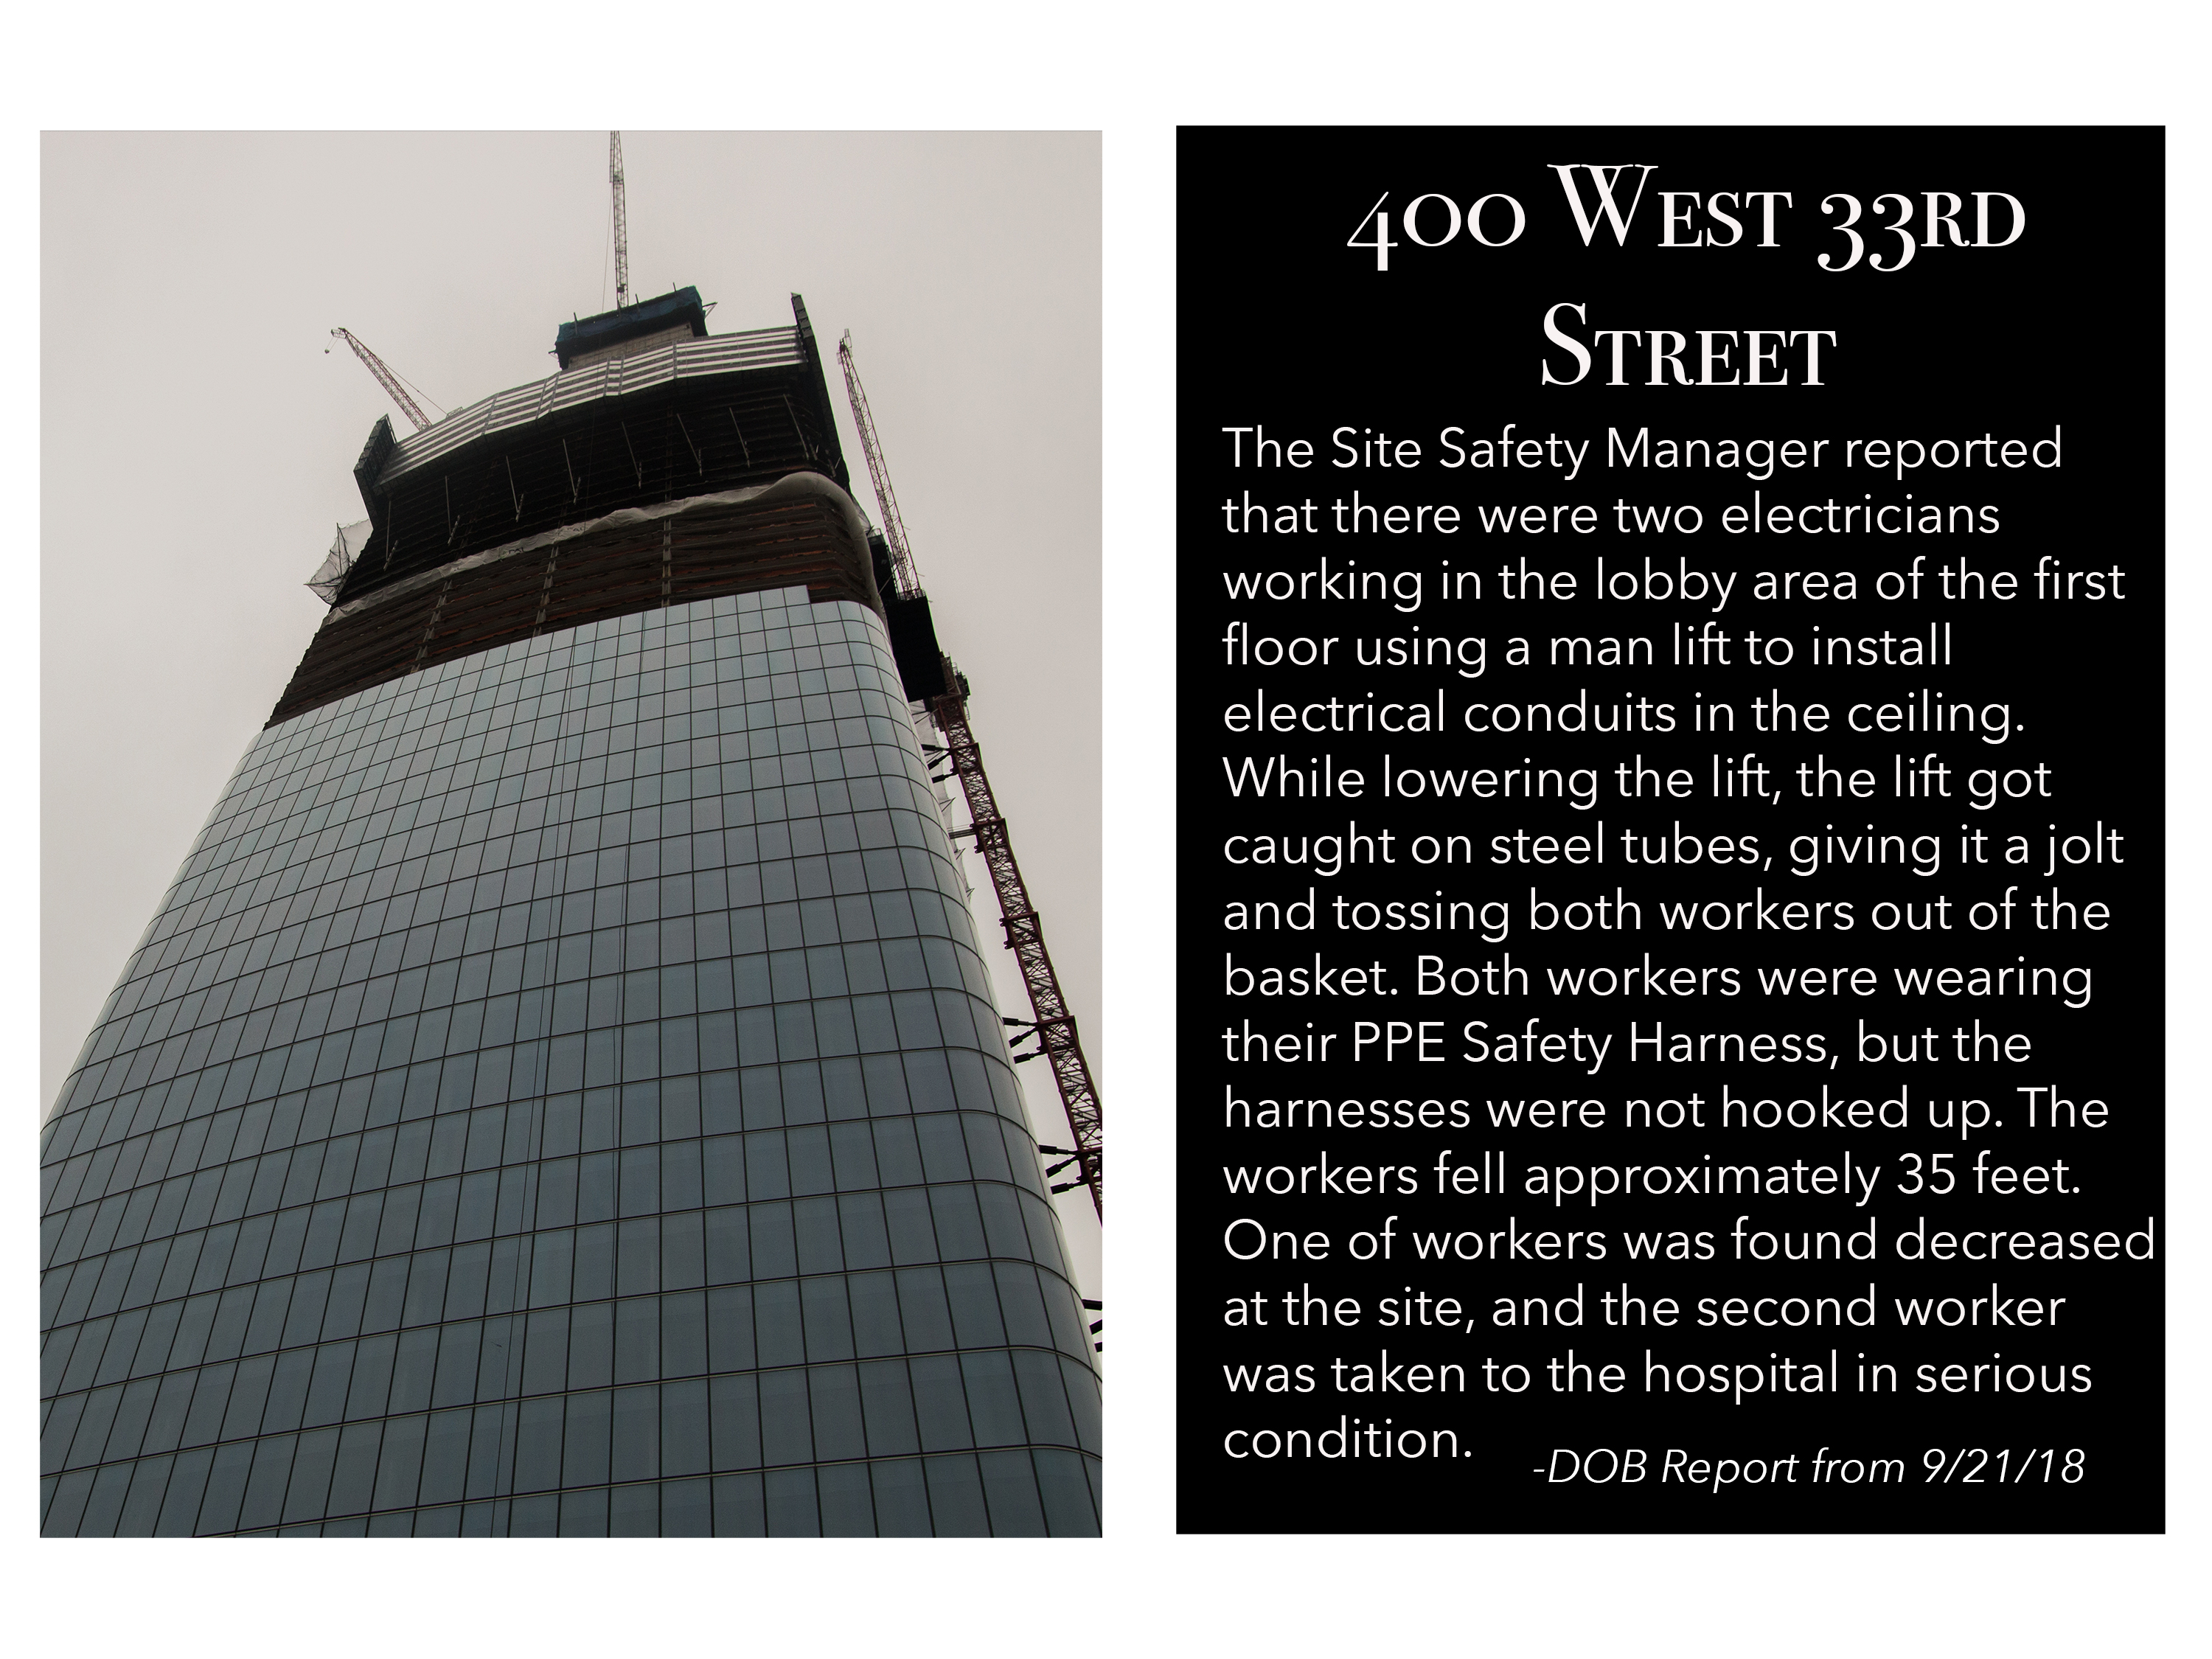 400 West 33rd
Street
The Site Safety Manager reported
that there were two electricians
working in the lobby area of the first
floor using a man lift to install
electrical conduits in the ceiling.
While lowering the lift, the lift got
caught on steel tubes, giving it a jolt
and tossing both workers out of the
basket. Both workers were wearing
their PPE Safety Harness, but the
harnesses were not hooked up. The
workers fell approximately 35 feet.
One of workers was found decreased
at the site, and the second worker
was taken to the hospital in serious
condition.
-DOB Report from 9/21/18